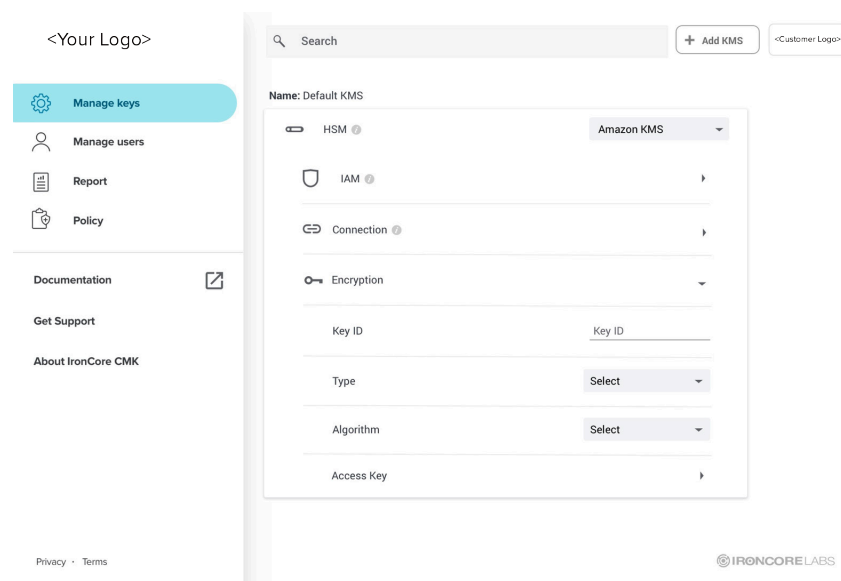 <Your Logo>
Search
+ Add KMS
<Customer Logo>
Manage keys
Manage users
Report
Policy
Documentation
Get Support
About IronCore CMK
Name: Default KMS
HSM
Amazon KMS
IAM
Connection
Encryption
Key ID
Key ID
Type
Select
Algorithm
Select
Access Key
Privacy · Terms
IRONCORELABS